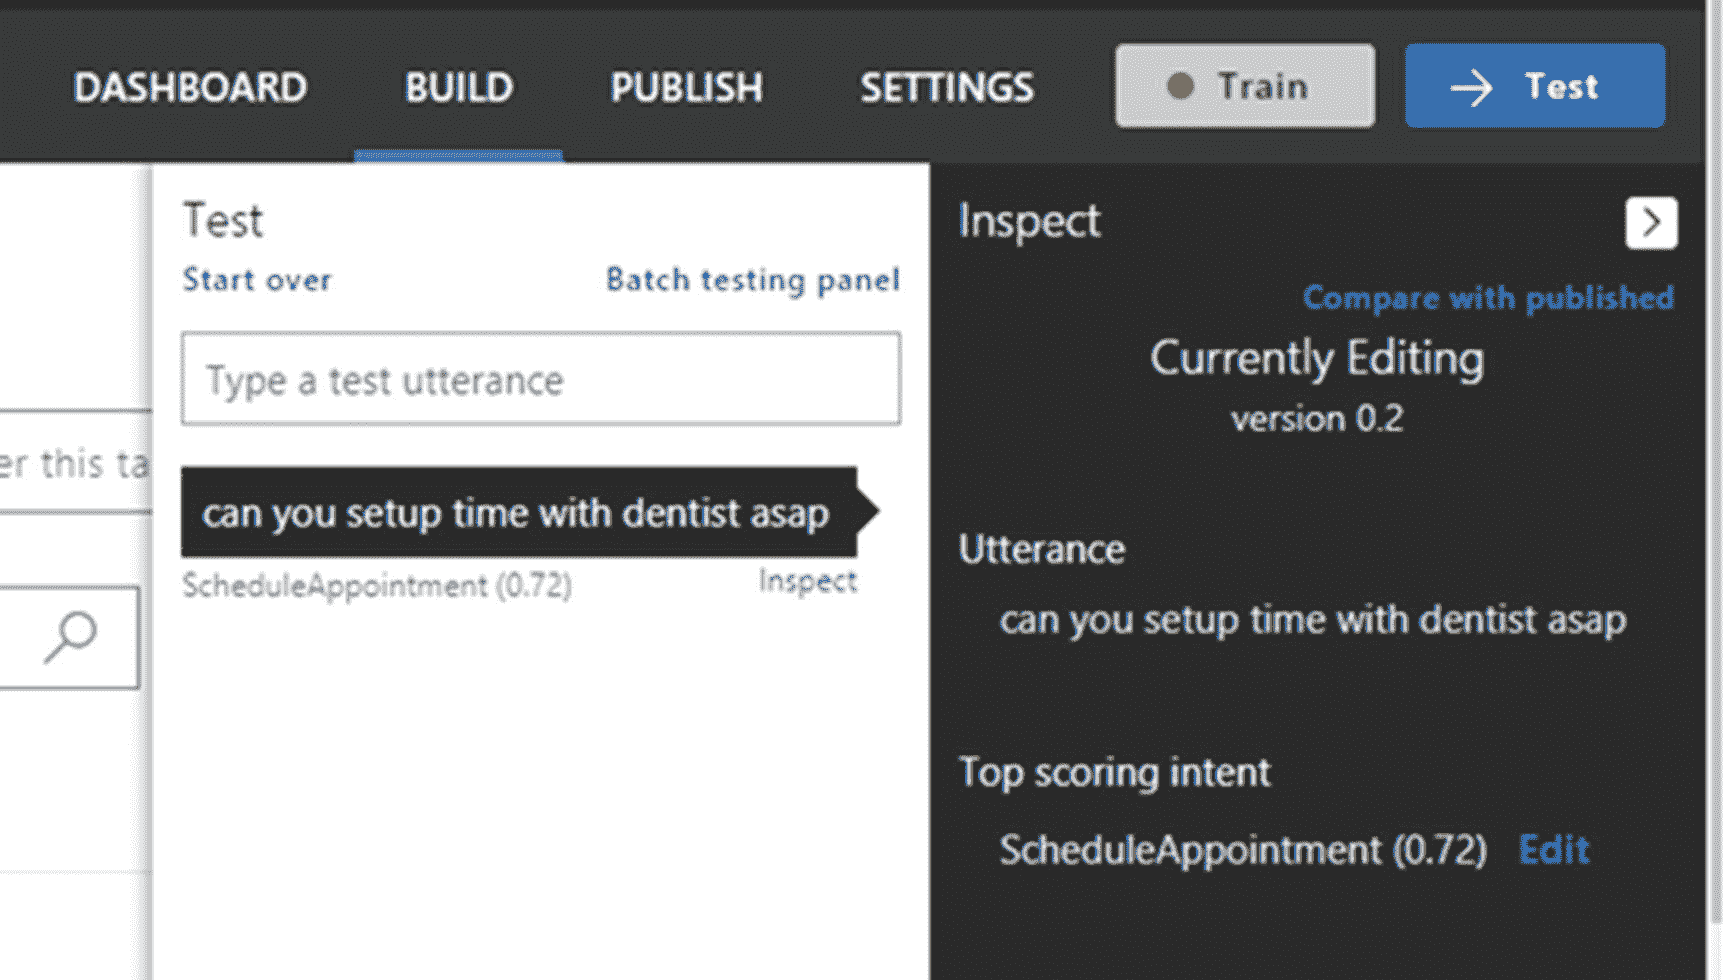 DASHBOARD BUILD PUBLISH SETTINGS Train Test
Test
Start over Batch testing panel
Type a test utterance
er this ta
can you setup time with dentist asap
ScheduleAppointment (0.72) Inspect
Inspect
Compare with published
Currently Editing
version 0.2
Utterance
can you setup time with dentist asap
Top scoring intent
ScheduleAppointment (0.72) Edit